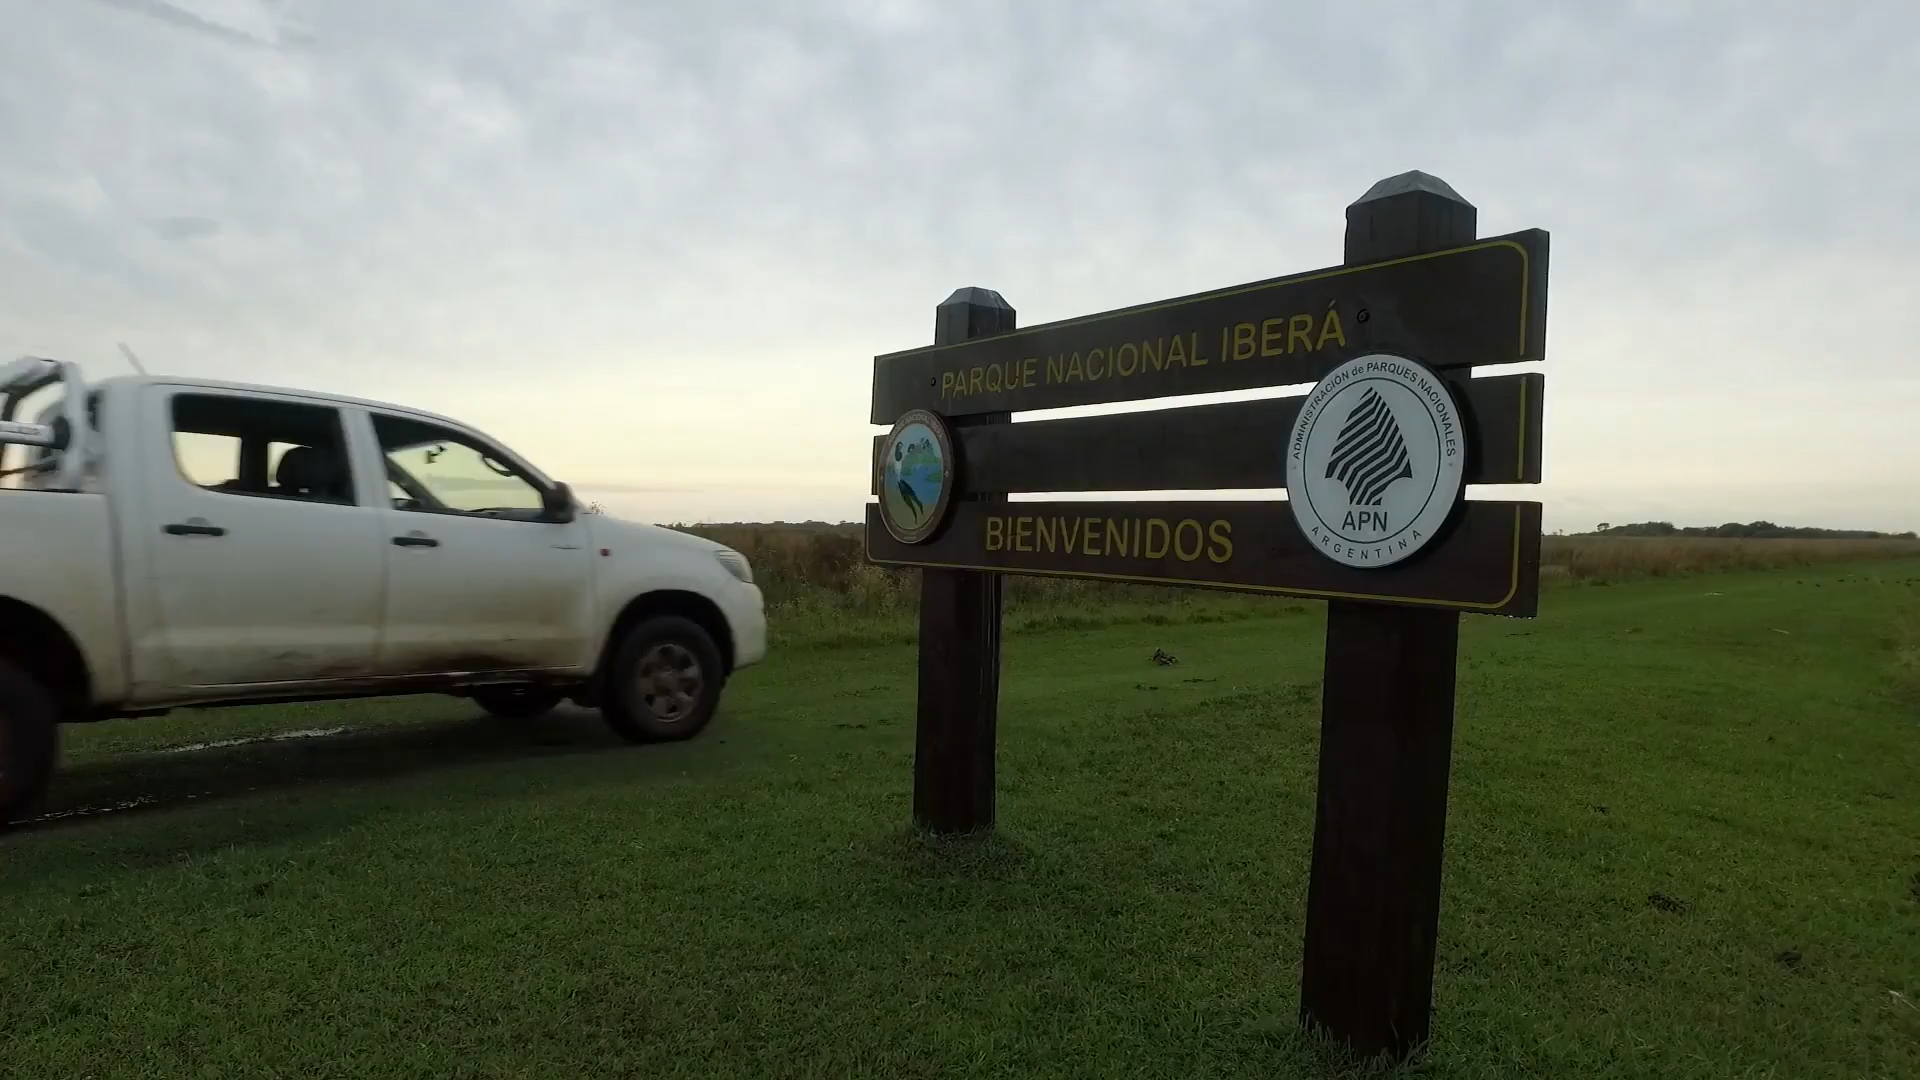 PARQUE NACIONAL IBERÁ
ADMINISTRACIÓN de PARQUES NACIONALES
APN
ARGENTINA
BIENVENIDOS